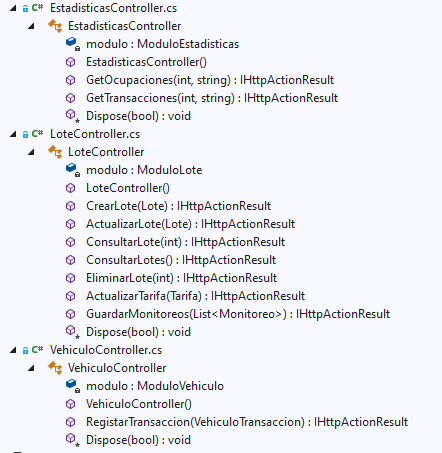 C# EstadisticasController.cs
EstadisticasController
modulo : ModuloEstadisticas
EstadisticasController()
GetOcupaciones(int, string) : IHttpActionResult
GetTransacciones(int, string) : IHttpActionResult
Dispose(bool) : void
C# LoteController.cs
LoteController
modulo : ModuloLote
LoteController()
CrearLote(Lote) : IHttpActionResult
ActualizarLote(Lote) : IHttpActionResult
ConsultarLote(int) : IHttpActionResult
ConsultarLotes() : IHttpActionResult
EliminarLote(int) : IHttpActionResult
ActualizarTarifa(Tarifa) : IHttpActionResult
GuardarMonitoreos(List<Monitoreo>) : IHttpActionResult
Dispose(bool) : void
C# VehiculoController.cs
VehiculoController
modulo : ModuloVehiculo
VehiculoController()
RegistarTransaccion(VehiculoTransaccion) : IHttpActionResult
Dispose(bool) : void